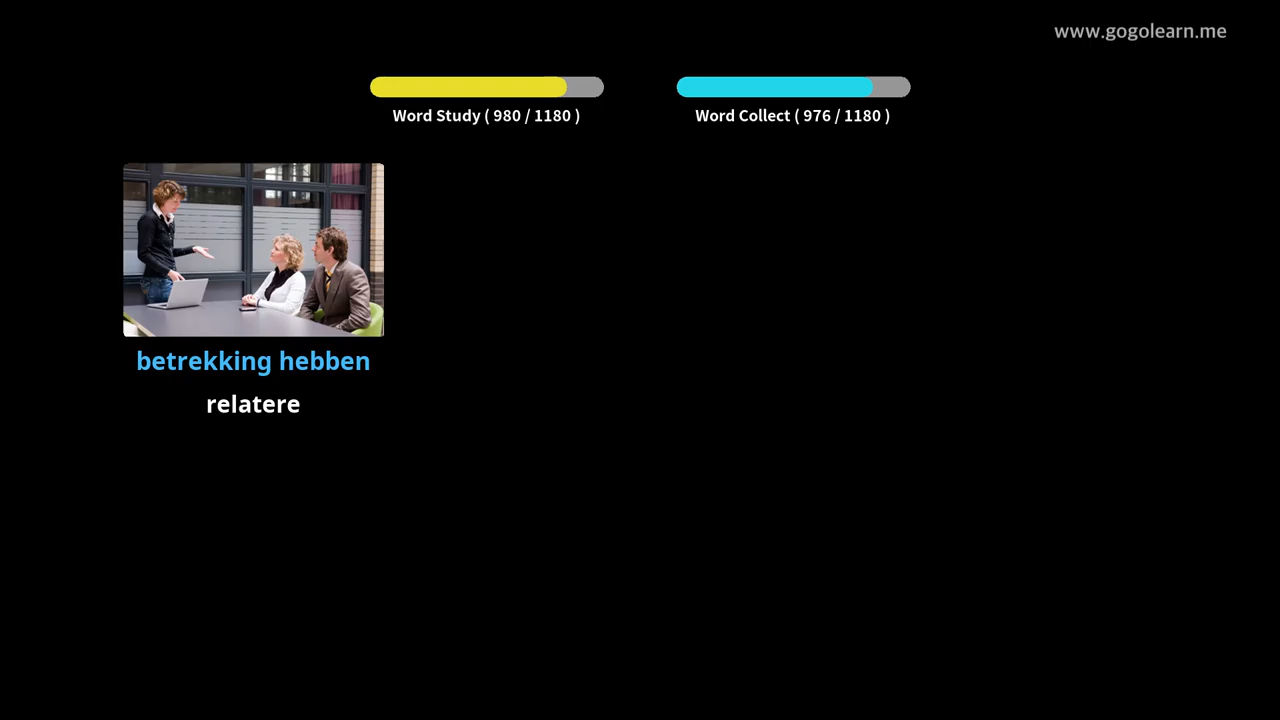 www.gogolearn.me
Word Study ( 980 / 1180 )
Word Collect ( 976 / 1180 )
betrekking hebben
relatere